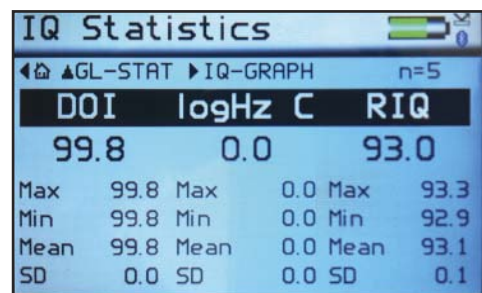 IQ Statistics
◀⌂ ▲GL-STAT ▶IQ-GRAPH n=5
DOI logHz C RIQ
99.8 0.0 93.0
Max 99.8 Max 0.0 Max 93.3
Min 99.8 Min 0.0 Min 92.9
Mean 99.8 Mean 0.0 Mean 93.1
SD 0.0 SD 0.0 SD 0.1